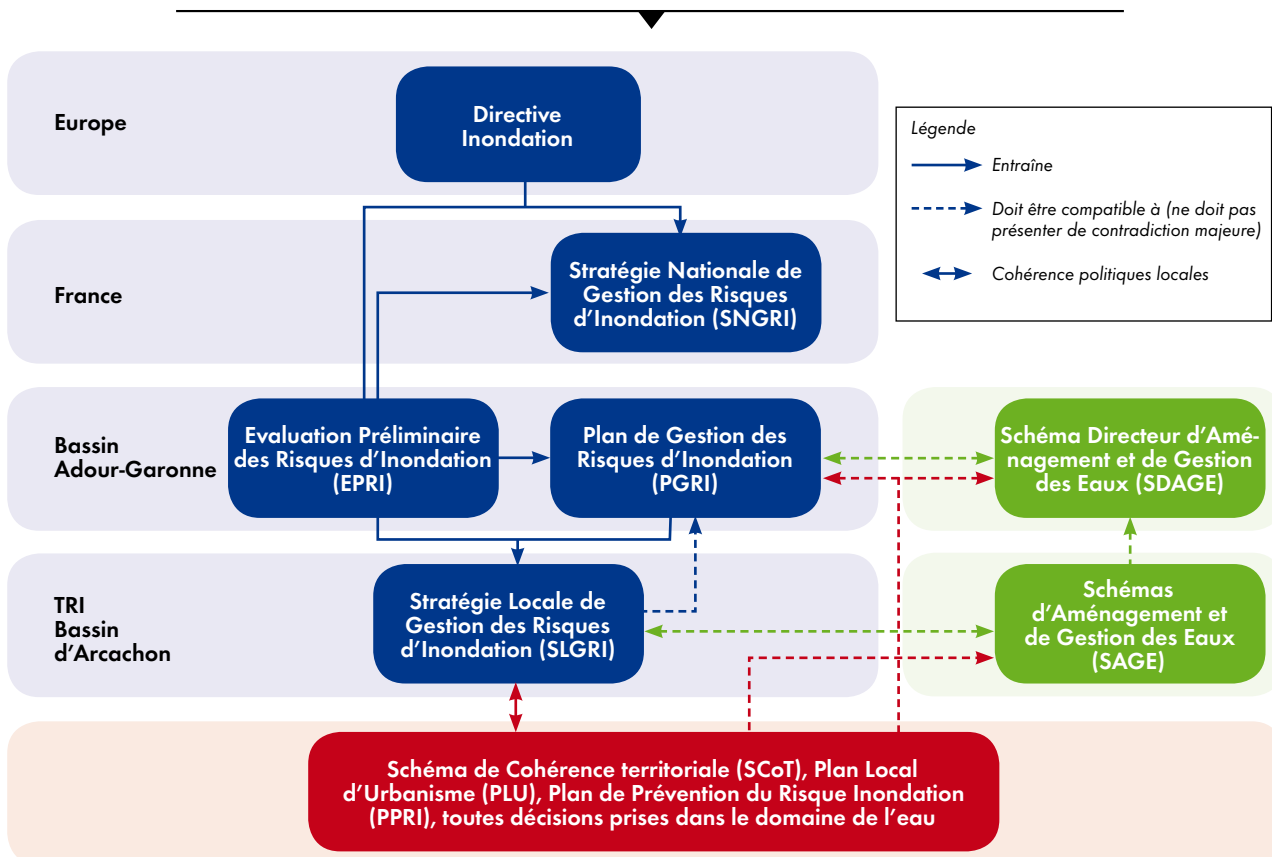 Europe
Directive
Inondation
Légende
Entraîne
Doit être compatible à (ne doit pas
présenter de contradiction majeure)
Cohérence politiques locales
France
Stratégie Nationale de
Gestion des Risques
d'Inondation (SNGRI)
Bassin
Adour-Garonne
Evaluation Préliminaire
des Risques d'Inondation
(EPRI)
Plan de Gestion des
Risques d'Inondation
(PGRI)
Schéma Directeur d'Amé-
nagement et de Gestion
des Eaux (SDAGE)
TRI
Bassin
d'Arcachon
Stratégie Locale de
Gestion des Risques
d'Inondation (SLGRI)
Schémas
d'Aménagement et
de Gestion des Eaux
(SAGE)
Schéma de Cohérence territoriale (SCoT), Plan Local
d'Urbanisme (PLU), Plan de Prévention du Risque Inondation
(PPRI), toutes décisions prises dans le domaine de l'eau